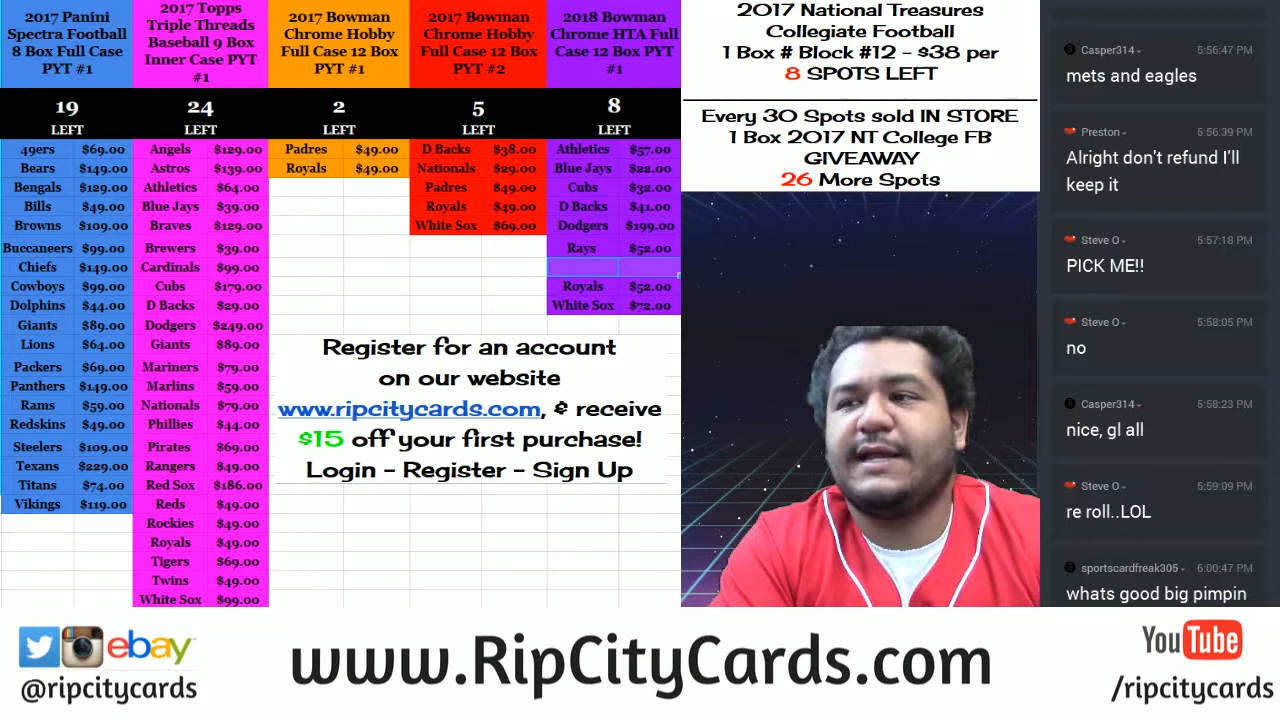 2017 Panini
Spectra Football
8 Box Full Case
PYT #1
19
LEFT
49ers $69.00
Bears $149.00
Bengals $129.00
Bills $49.00
Browns $109.00
Buccaneers $99.00
Chiefs $149.00
Cowboys $99.00
Dolphins $44.00
Giants $89.00
Lions $64.00
Packers $69.00
Panthers $149.00
Rams $59.00
Redskins $49.00
Steelers $109.00
Texans $229.00
Titans $74.00
Vikings $119.00
2017 Topps
Triple Threads
Baseball 9 Box
Inner Case PYT
#1
24
LEFT
Angels $129.00
Astros $139.00
Athletics $64.00
Blue Jays $39.00
Braves $129.00
Brewers $39.00
Cardinals $99.00
Cubs $179.00
D Backs $29.00
Dodgers $249.00
Giants $89.00
Mariners $79.00
Marlins $59.00
Nationals $79.00
Phillies $44.00
Pirates $69.00
Rangers $49.00
Red Sox $186.00
Reds $49.00
Rockies $49.00
Royals $49.00
Tigers $69.00
Twins $49.00
White Sox $99.00
2017 Bowman
Chrome Hobby
Full Case 12 Box
PYT #1
2
LEFT
Padres $49.00
Royals $49.00
2017 Bowman
Chrome Hobby
Full Case 12 Box
PYT #2
5
LEFT
D Backs $38.00
Nationals $29.00
Padres $49.00
Royals $49.00
White Sox $69.00
2018 Bowman
Chrome HTA Full
Case 12 Box PYT
#1
8
LEFT
Athletics $57.00
Blue Jays $22.00
Cubs $32.00
D Backs $41.00
Dodgers $199.00
Rays $52.00
Royals $52.00
White Sox $72.00
Register for an account
on our website
www.ripcitycards.com, & receive
$15 off your first purchase!
Login - Register - Sign Up
2017 National Treasures
Collegiate Football
1 Box # Block #12 - $38 per
8 SPOTS LEFT
Every 30 Spots sold IN STORE
1 Box 2017 NT College FB
GIVEAWAY
26 More Spots
Casper314 5:56:47 PM
mets and eagles
Preston 5:56:39 PM
Alright don't refund I'll
keep it
Steve O 5:57:18 PM
PICK ME!!
Steve O 5:58:05 PM
no
Casper314 5:58:23 PM
nice, gl all
Steve O 5:59:09 PM
re roll..LOL
sportscardfreak305 6:00:47 PM
whats good big pimpin
ebay
@ripcitycards
www.RipCityCards.com
YouTube
/ripcitycards